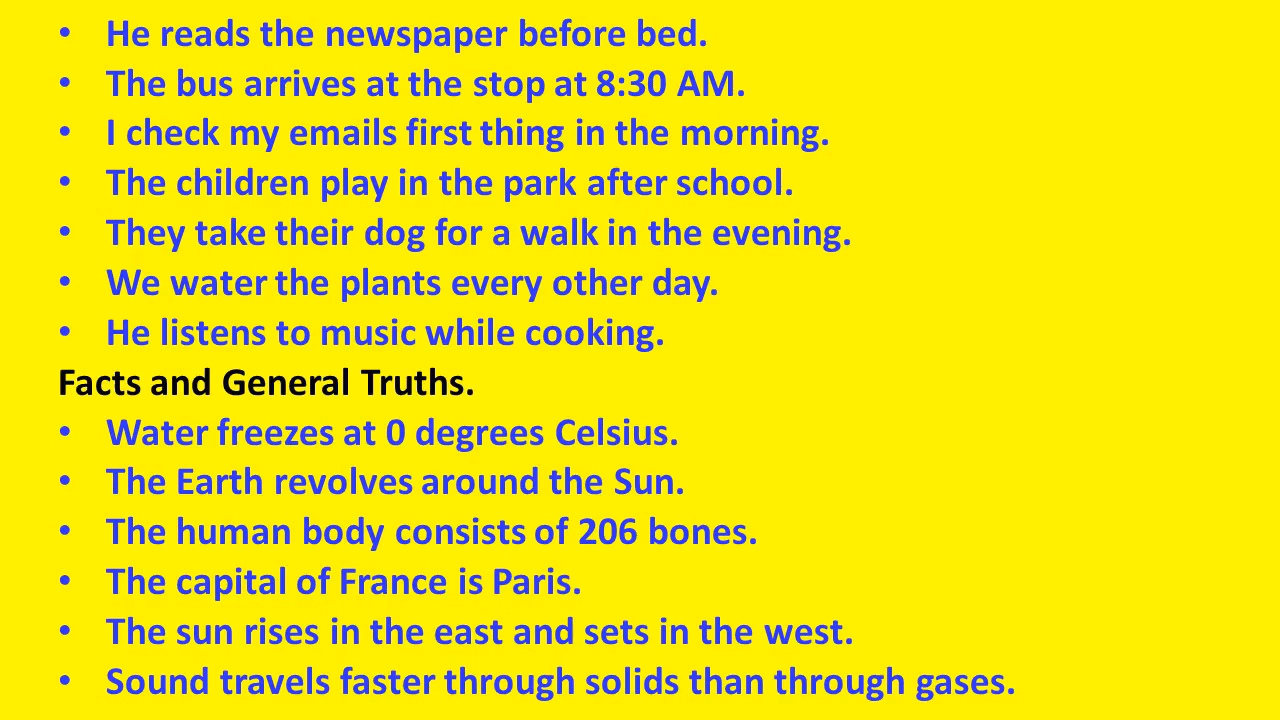 • He reads the newspaper before bed.
• The bus arrives at the stop at 8:30 AM.
• I check my emails first thing in the morning.
• The children play in the park after school.
• They take their dog for a walk in the evening.
• We water the plants every other day.
• He listens to music while cooking.
Facts and General Truths.
• Water freezes at 0 degrees Celsius.
• The Earth revolves around the Sun.
• The human body consists of 206 bones.
• The capital of France is Paris.
• The sun rises in the east and sets in the west.
• Sound travels faster through solids than through gases.